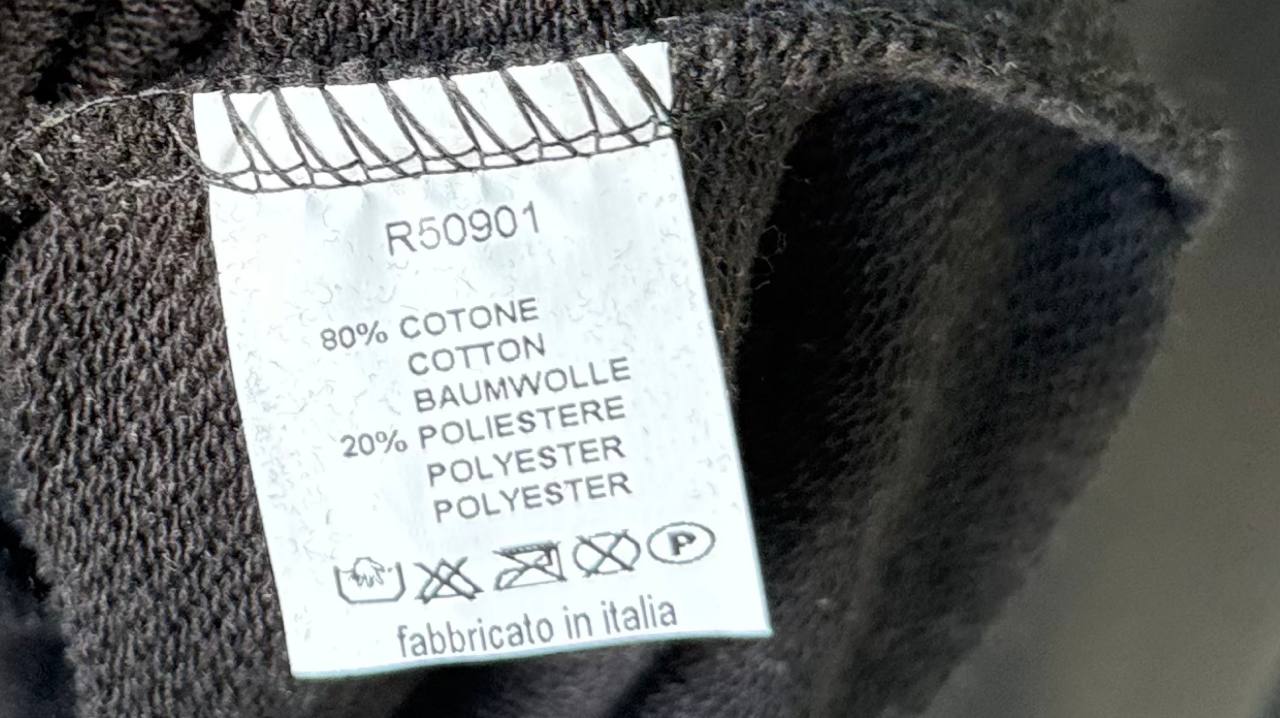 R50901
80% COTONE
COTTON
BAUMWOLLE
20% POLIESTERE
POLYESTER
POLYESTER
P
fabbricato in italia